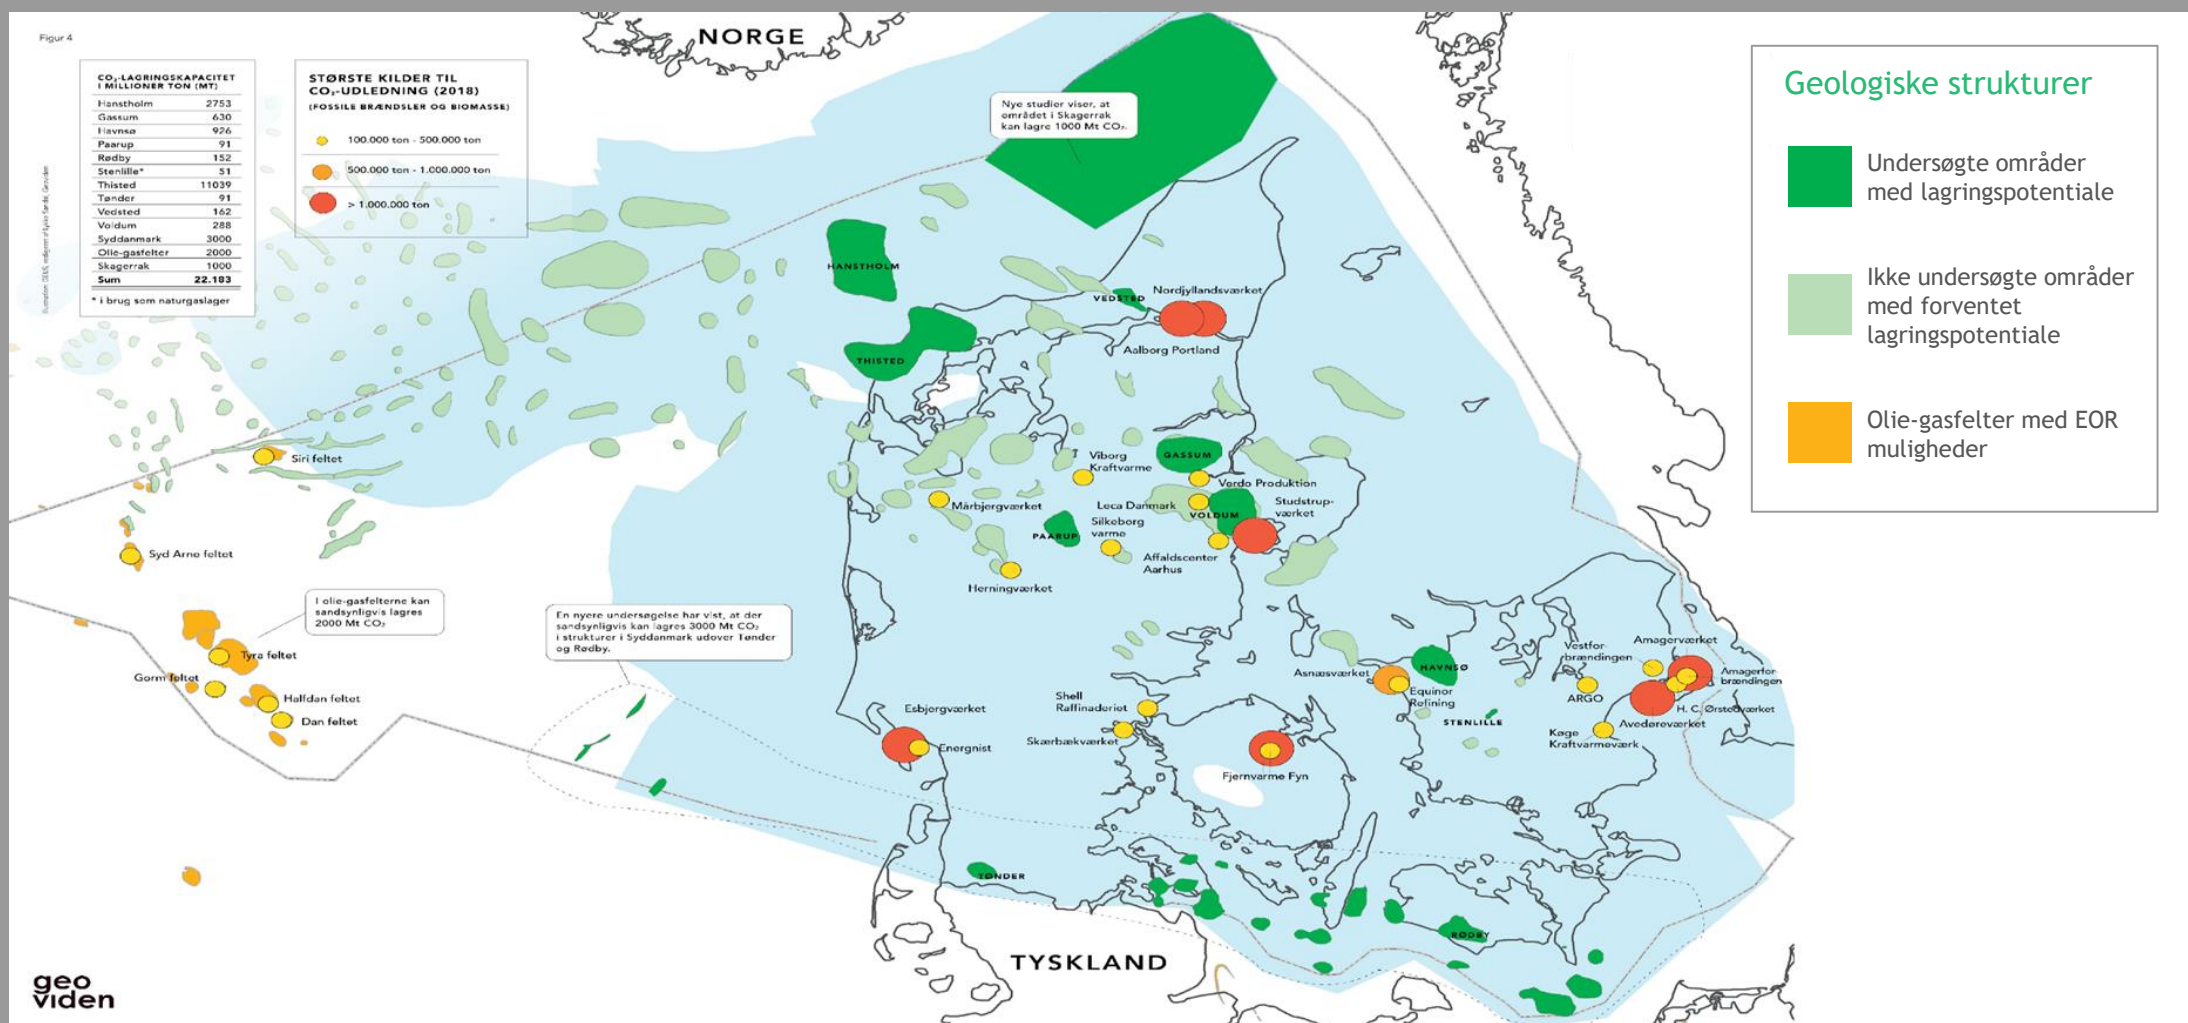 Figur 4
CO₂-LAGRINGSKAPACITET
I MILLIONER TON (MT)
Hanstholm 2753
Gassum 630
Havnsø 926
Paarup 91
Rødby 152
Stenlille* 51
Thisted 11039
Tønder 91
Vedsted 162
Voldum 288
Syddanmark 3000
Olie-gasfelter 2000
Skagerrak 1000
Sum 22.183
* i brug som naturgaslager
STØRSTE KILDER TIL
CO₂-UDLEDNING (2018)
(FOSSILE BRÆNDSLER OG BIOMASSE)
100.000 ton - 500.000 ton
500.000 ton - 1.000.000 ton
> 1.000.000 ton
NORGE
Nye studier viser, at
området i Skagerrak
kan lagre 1000 Mt CO₂.
Geologiske strukturer
Undersøgte områder
med lagringspotentiale
Ikke undersøgte områder
med forventet
lagringspotentiale
Olie-gasfelter med EOR
muligheder
HANSTHOLM
VEDSTED
Nordjyllandsværket
Aalborg Portland
THISTED
Siri feltet
Viborg
Kraftvarme
GASSUM
Verdo Produktion
Mårbjergværket
Leca Danmark
VOLDUM
Studstrup-
værket
PAARUP
Silkeborg
varme
Affaldscenter
Aarhus
Herningværket
Syd Arne feltet
I olie-gasfelterne kan
sandsynligvis lagres
2000 Mt CO₂
En nyere undersøgelse har vist, at der
sandsynligvis kan lagres 3000 Mt CO₂
i strukturer i Syddanmark udover Tønder
og Rødby.
Tyra feltet
Gorm feltet
Halfdan feltet
Dan feltet
Esbjergværket
Energnist
Shell
Raffinaderiet
Skærbækværket
Fjernvarme Fyn
Asnæsværket
HAVNSØ
Equinor
Refining
STENLILLE
Vestfor-
brændingen
Amagerværket
Amagerfor-
brændingen
ARGO
H. C. Ørstedværket
Avedøreværket
Køge
Kraftvarmeværk
TØNDER
RØDBY
TYSKLAND
geo
viden